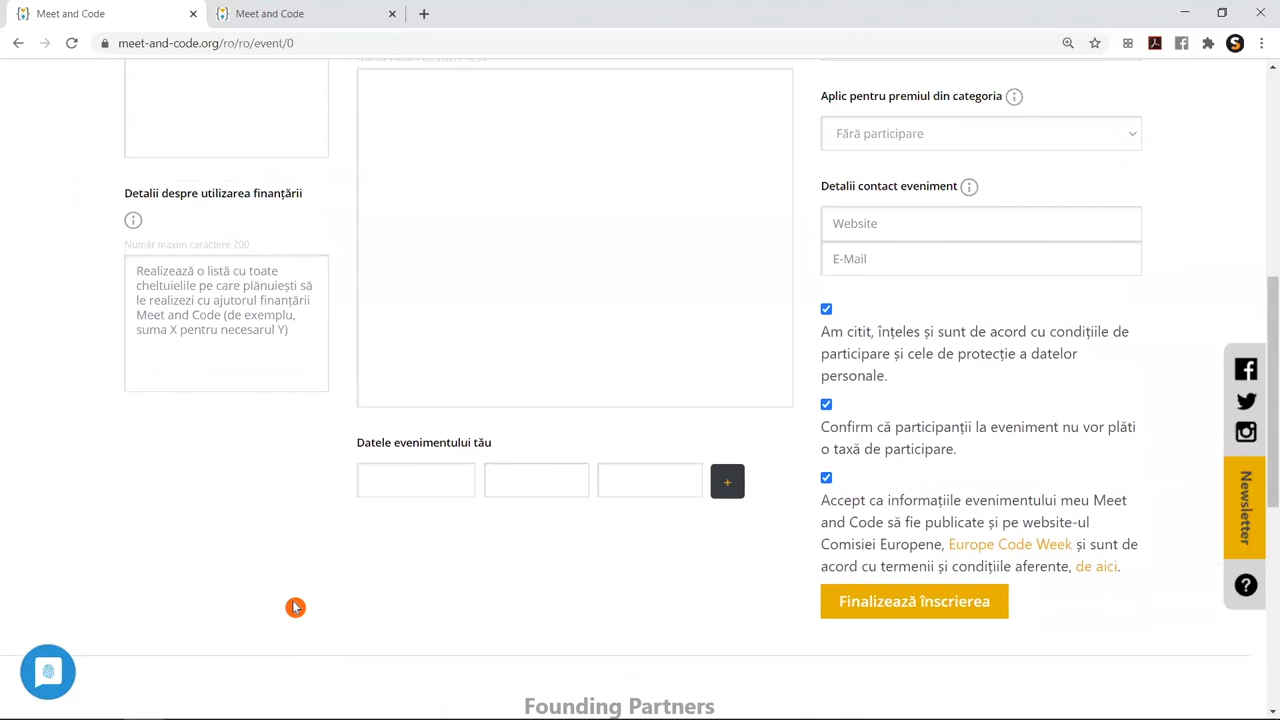 Meet and Code
Meet and Code
meet-and-code.org/ro/ro/event/0
Aplic pentru premiul din categoria
Fără participare
Detalii despre utilizarea finanțării
Număr maxim caractere 200
Realizează o listă cu toate
cheltuielile pe care plănuiești să
le realizezi cu ajutorul finanțării
Meet and Code (de exemplu,
suma X pentru necesarul Y)
Datele evenimentului tău
+
Detalii contact eveniment
Website
E-Mail
Am citit, înțeles și sunt de acord cu condițiile de
participare și cele de protecție a datelor
personale.
Confirm că participanții la eveniment nu vor plăti
o taxă de participare.
Accept ca informațiile evenimentului meu Meet
and Code să fie publicate și pe website-ul
Comisiei Europene, Europe Code Week și sunt de
acord cu termenii și condițiile aferente, de aici.
Finalizează înscrierea
Newsletter
Founding Partners